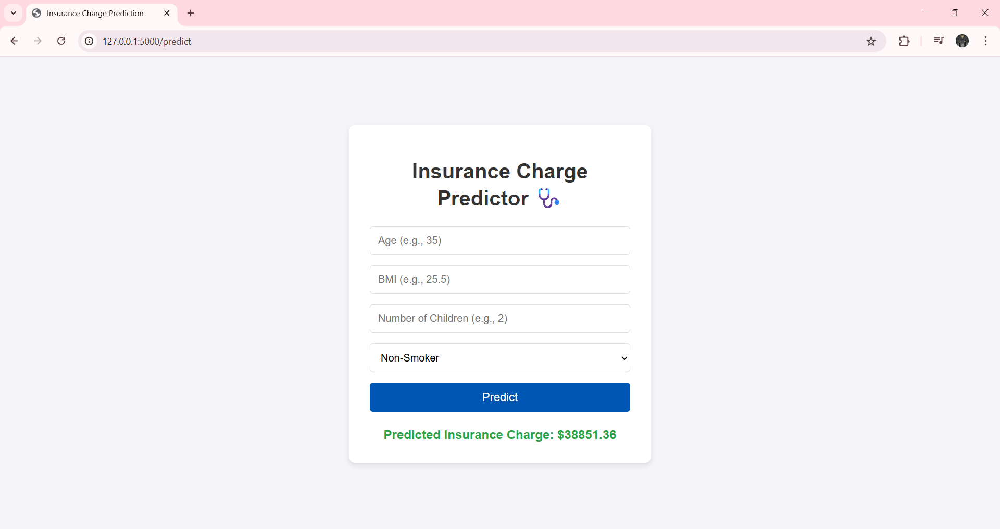 Insurance Charge Prediction
127.0.0.1:5000/predict
Insurance Charge
Predictor
Age (e.g., 35)
BMI (e.g., 25.5)
Number of Children (e.g., 2)
Non-Smoker
Predict
Predicted Insurance Charge: $38851.36